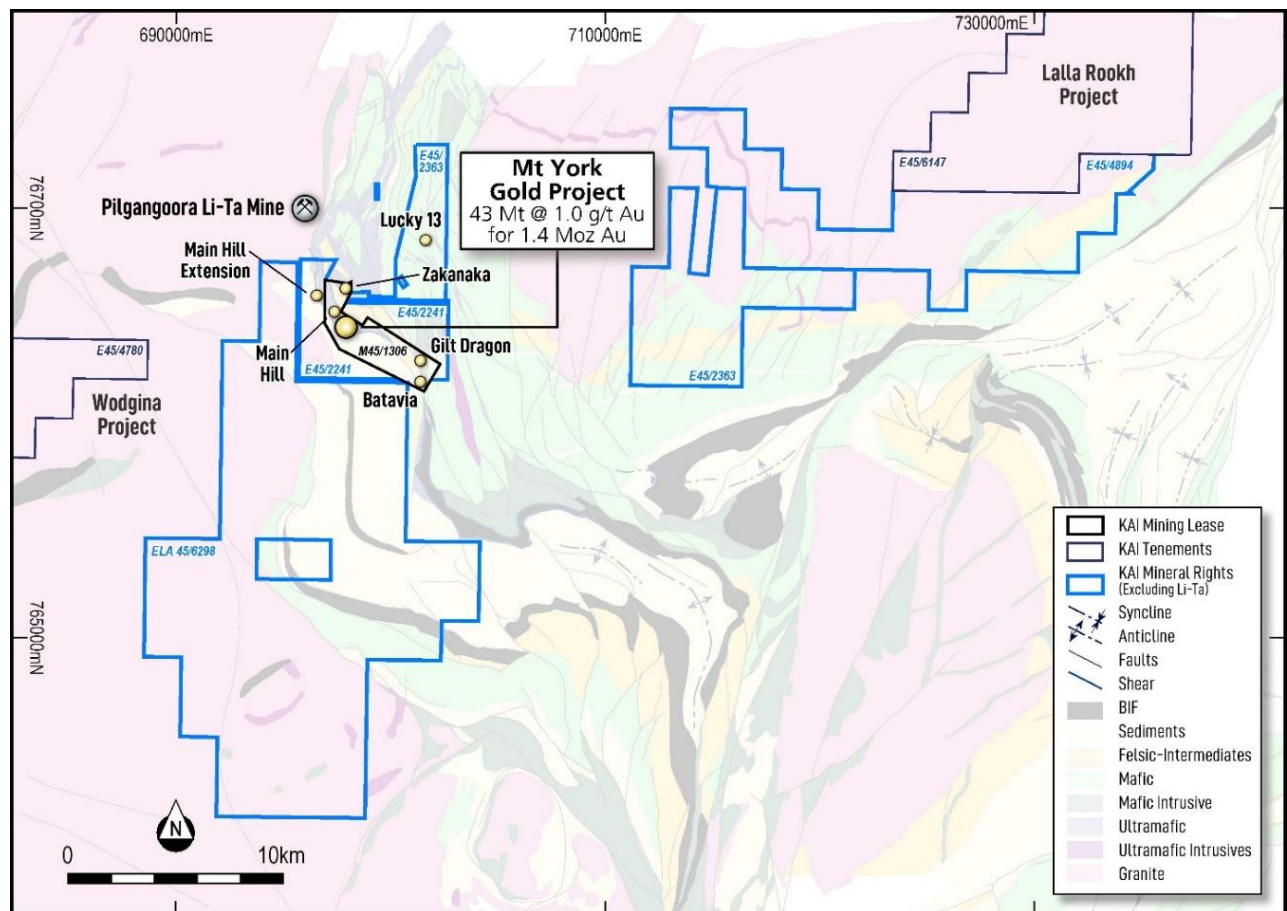 690000mE
710000mE
730000mE
Lalla Rookh
Project
E45/6147
E45/4894
E45/
2363
7670000mN
Mt York
Gold Project
43 Mt @ 1.0 g/t Au
for 1.4 Moz Au
Pilgangoora Li-Ta Mine
Lucky 13
Main Hill
Extension
Zakanaka
E45/2241
E45/4780
Main
Hill
M45/1306
Gilt Dragon
E45/2241
E45/2363
Wodgina
Project
Batavia
ELA 45/6298
7650000mN
KAI Mining Lease
KAI Tenements
KAI Mineral Rights
(Excluding Li-Ta)
Syncline
Anticline
Faults
Shear
BIF
Sediments
Felsic-Intermediates
Mafic
Mafic Intrusive
Ultramafic
Ultramafic Intrusives
Granite
N
0
10km